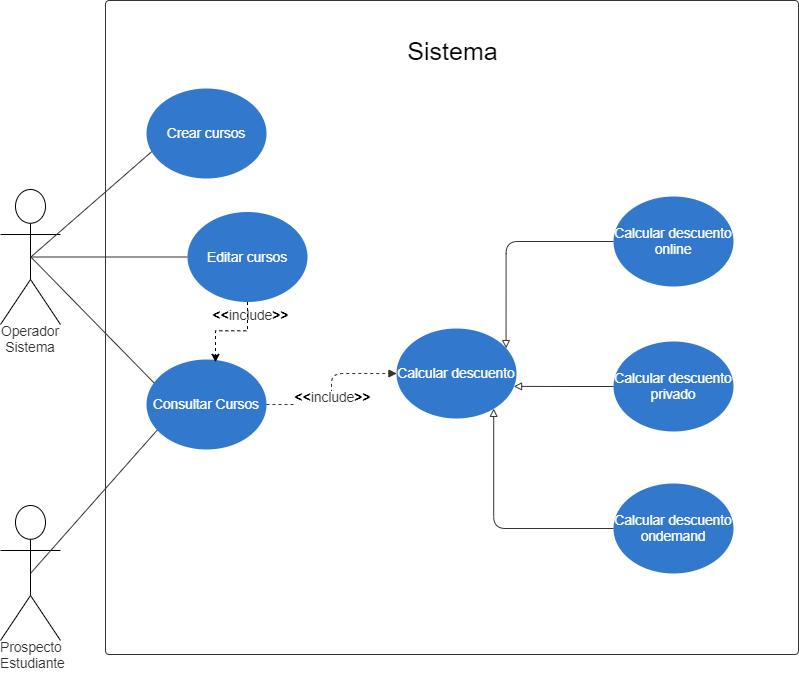 Sistema
Crear cursos
Calcular descuento
online
Editar cursos
<<include>>
Operador
Sistema
Calcular descuento
Calcular descuento
privado
Consultar Cursos
<<include>>
Calcular descuento
ondemand
Prospecto
Estudiante